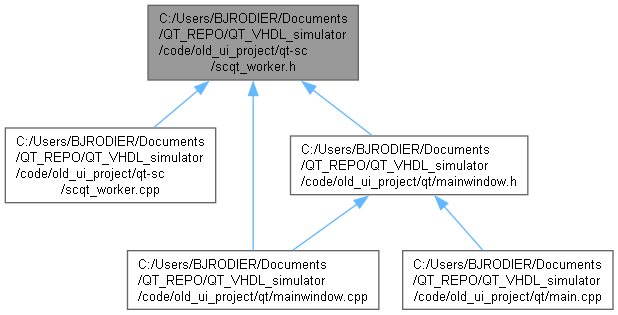 C:/Users/BJRODIER/Documents
/QT_REPO/QT_VHDL_simulator
/code/old_ui_project/qt-sc
/scqt_worker.h
C:/Users/BJRODIER/Documents
/QT_REPO/QT_VHDL_simulator
/code/old_ui_project/qt-sc
/scqt_worker.cpp
C:/Users/BJRODIER/Documents
/QT_REPO/QT_VHDL_simulator
/code/old_ui_project/qt/mainwindow.h
C:/Users/BJRODIER/Documents
/QT_REPO/QT_VHDL_simulator
/code/old_ui_project/qt/mainwindow.cpp
C:/Users/BJRODIER/Documents
/QT_REPO/QT_VHDL_simulator
/code/old_ui_project/qt/main.cpp